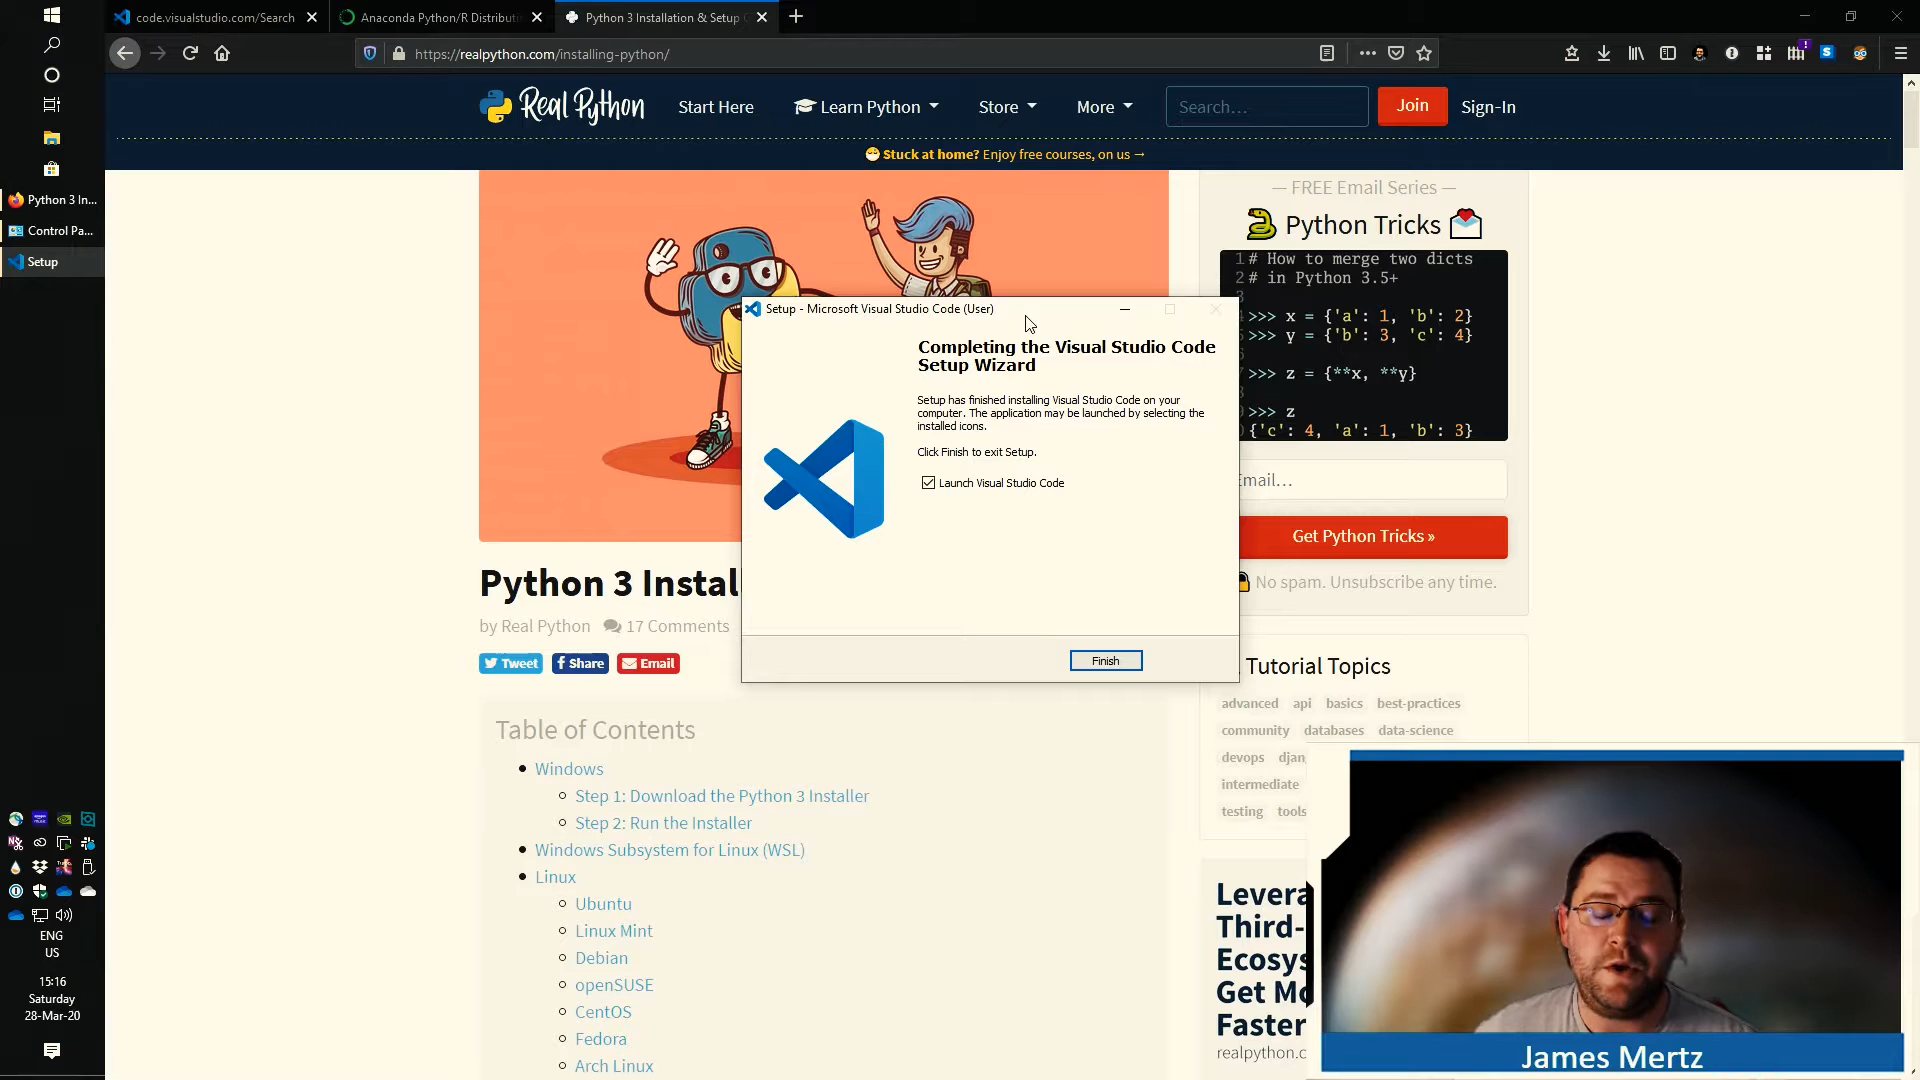 code.visualstudio.com/Search
Anaconda Python/R Distributi
Python 3 Installation & Setup
https://realpython.com/installing-python/
Real Python
Start Here
Learn Python
Store
More
Search…
Join
Sign-In
Stuck at home? Enjoy free courses, on us →
Python 3 In...
Control Pa...
Setup
— FREE Email Series —
Python Tricks
1 # How to merge two dicts
2 # in Python 3.5+
3
>>> x = {'a': 1, 'b': 2}
>>> y = {'b': 3, 'c': 4}
>>> z = {**x, **y}
>>> z
{'c': 4, 'a': 1, 'b': 3}
Email…
Get Python Tricks »
No spam. Unsubscribe any time.
Setup - Microsoft Visual Studio Code (User)
Completing the Visual Studio Code
Setup Wizard
Setup has finished installing Visual Studio Code on your
computer. The application may be launched by selecting the
installed icons.
Click Finish to exit Setup.
Launch Visual Studio Code
Finish
Python 3 Instal
by Real Python
17 Comments
Tweet
Share
Email
Table of Contents
Windows
Step 1: Download the Python 3 Installer
Step 2: Run the Installer
Windows Subsystem for Linux (WSL)
Linux
Ubuntu
Linux Mint
Debian
openSUSE
CentOS
Fedora
Arch Linux
Tutorial Topics
advanced api basics best-practices
community databases data-science
devops djan
intermediate
testing tools
Levera
Third-
Ecosys
Get Mo
Faster
realpython.c
ENG
US
15:16
Saturday
28-Mar-20
James Mertz